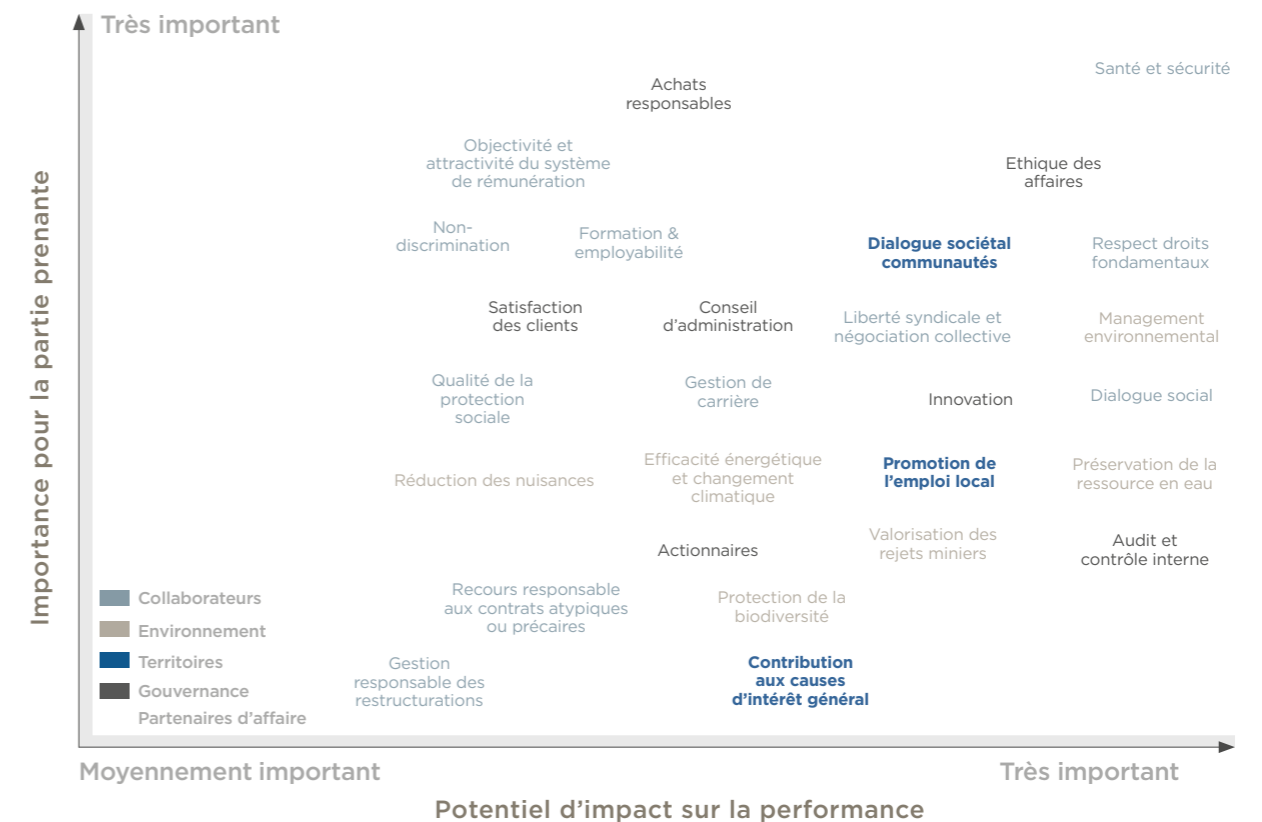 Très important
Santé et sécurité
Achats
responsables
Objectivité et
attractivité du système
de rémunération
Ethique des
affaires
Non-
discrimination
Formation &
employabilité
Dialogue sociétal
communautés
Respect droits
fondamentaux
Satisfaction
des clients
Conseil
d'administration
Liberté syndicale et
négociation collective
Management
environnemental
Qualité de la
protection
sociale
Gestion de
carrière
Innovation
Dialogue social
Réduction des nuisances
Efficacité énergétique
et changement
climatique
Promotion de
l'emploi local
Préservation de la
ressource en eau
Actionnaires
Valorisation des
rejets miniers
Audit et
contrôle interne
Recours responsable
aux contrats atypiques
ou précaires
Protection de la
biodiversité
Gestion
responsable des
restructurations
Contribution
aux causes
d'intérêt général
Collaborateurs
Environnement
Territoires
Gouvernance
Partenaires d'affaire
Importance pour la partie prenante
Moyennement important
Très important
Potentiel d'impact sur la performance